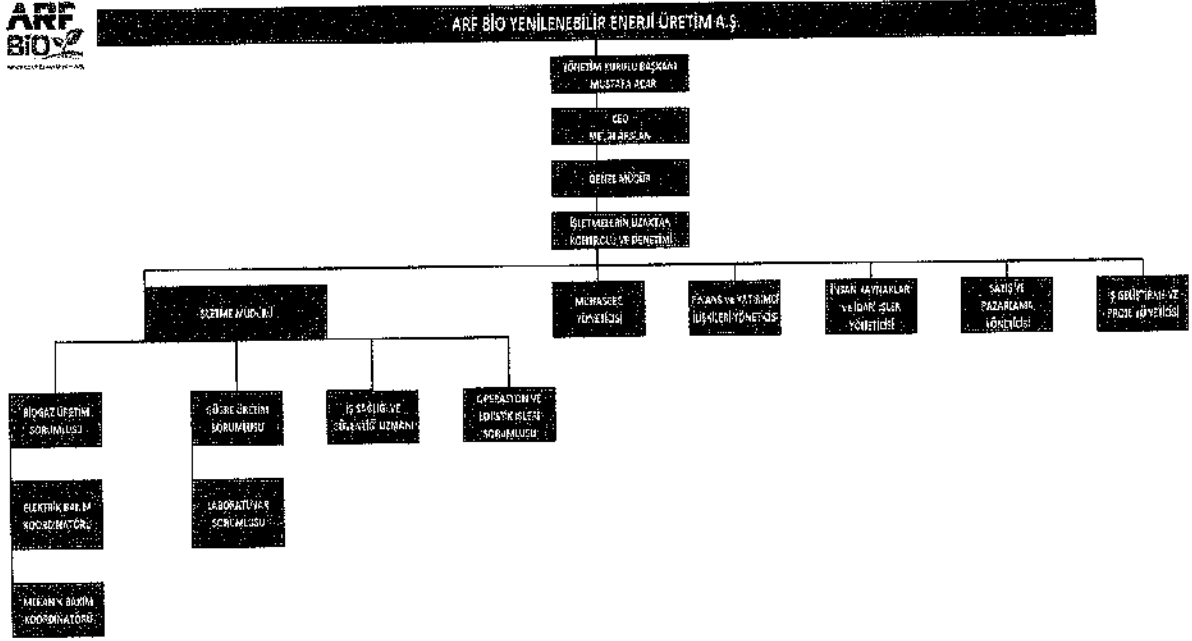 ARF
BİO
ARF BİO YENİLENEBİLİR ENERJİ ÜRETİM A.Ş.
YÖNETİM KURULU BAŞKANI
MUSTAFA ACAR
CEO
ARSLAN
GENEL MÜDÜR
İŞLETMELERİN UZAKTAN
KONTROLÜ VE DENETİMİ
İŞLETME MÜDÜRÜ
MUHASEBE
YÖNETİCİSİ
FİNANS VE YATIRIMCI
İLİŞKİLERİ YÖNETİCİSİ
İNSAN KAYNAKLAR
VE İDARİ İŞLER
YÖNETİCİSİ
SATIŞ VE
PAZARLAMA
YÖNETİCİSİ
İŞ GELİŞTİRME VE
PROJE YÖNETİCİSİ
BİOGAZ ÜRETİM
SORUMLUSU
GÜBRE ÜRETİM
SORUMLUSU
İŞ SAĞLIĞI VE
GÜVENLİĞİ UZMANI
OPERASYON VE
LOJİSTİK İŞLERİ
SORUMLUSU
ELEKTRİK BAKIM
KOORDİNATÖRÜ
LABORATUVAR
SORUMLUSU
MEKANİK BAKIM
KOORDİNATÖRÜ